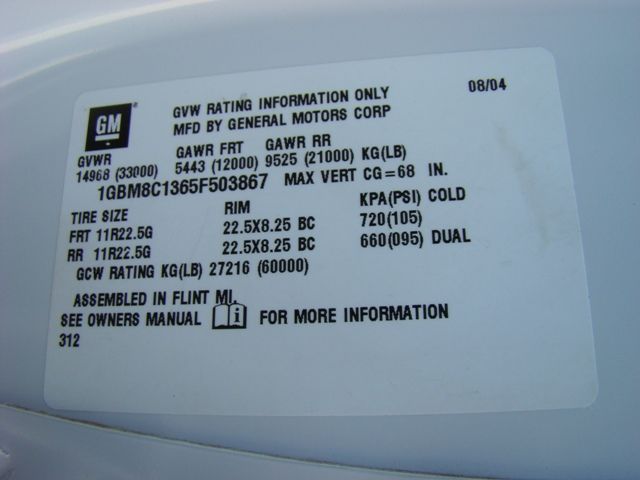 08/04
GM ® GVW RATING INFORMATION ONLY
MFD BY GENERAL MOTORS CORP
GVWR GAWR FRT GAWR RR
14968 (33000) 5443 (12000) 9525 (21000) KG(LB)
1GBM8C1365F503867 MAX VERT CG=68 IN.
TIRE SIZE RIM KPA(PSI) COLD
FRT 11R22.5G 22.5X8.25 BC 720(105)
RR 11R22.5G 22.5X8.25 BC 660(095) DUAL
GCW RATING KG(LB) 27216 (60000)
ASSEMBLED IN FLINT MI.
SEE OWNERS MANUAL i FOR MORE INFORMATION
312